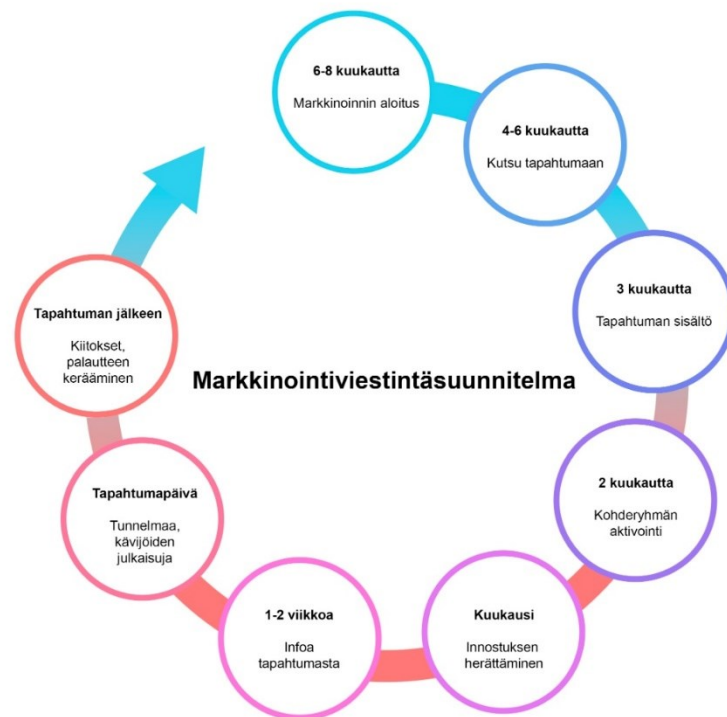 6-8 kuukautta
Markkinoinnin aloitus
4-6 kuukautta
Kutsu tapahtumaan
3 kuukautta
Tapahtuman sisältö
2 kuukautta
Kohderyhmän
aktivointi
Kuukausi
Innostuksen
herättäminen
1-2 viikkoa
Infoa
tapahtumasta
Tapahtumapäivä
Tunnelmaa,
kävijöiden
julkaisuja
Tapahtuman jälkeen
Kiitokset,
palautteen
kerääminen
Markkinointiviestintäsuunnitelma